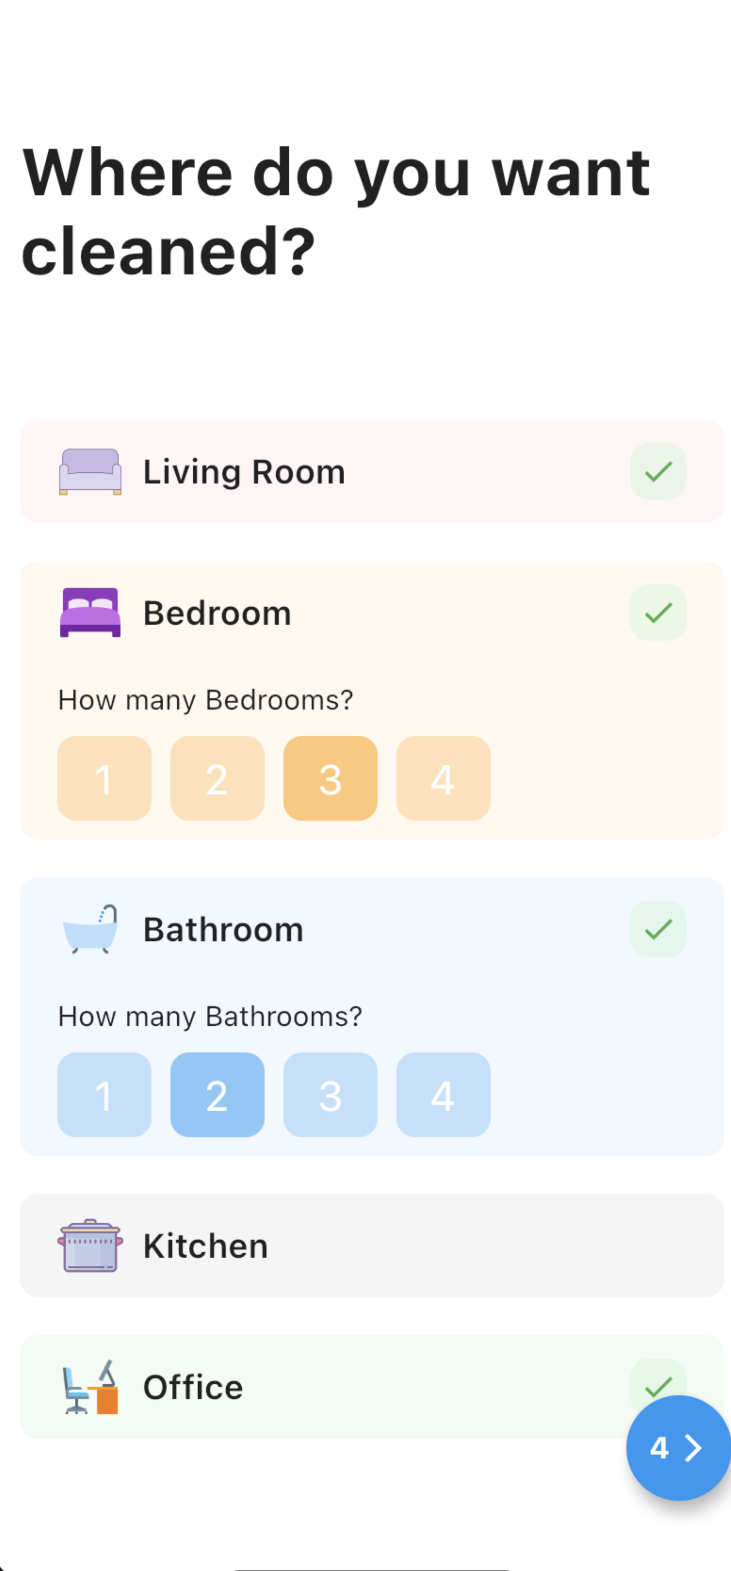 Where do you want
cleaned?
Living Room
Bedroom
How many Bedrooms?
1 2 3 4
Bathroom
How many Bathrooms?
1 2 3 4
Kitchen
Office
4